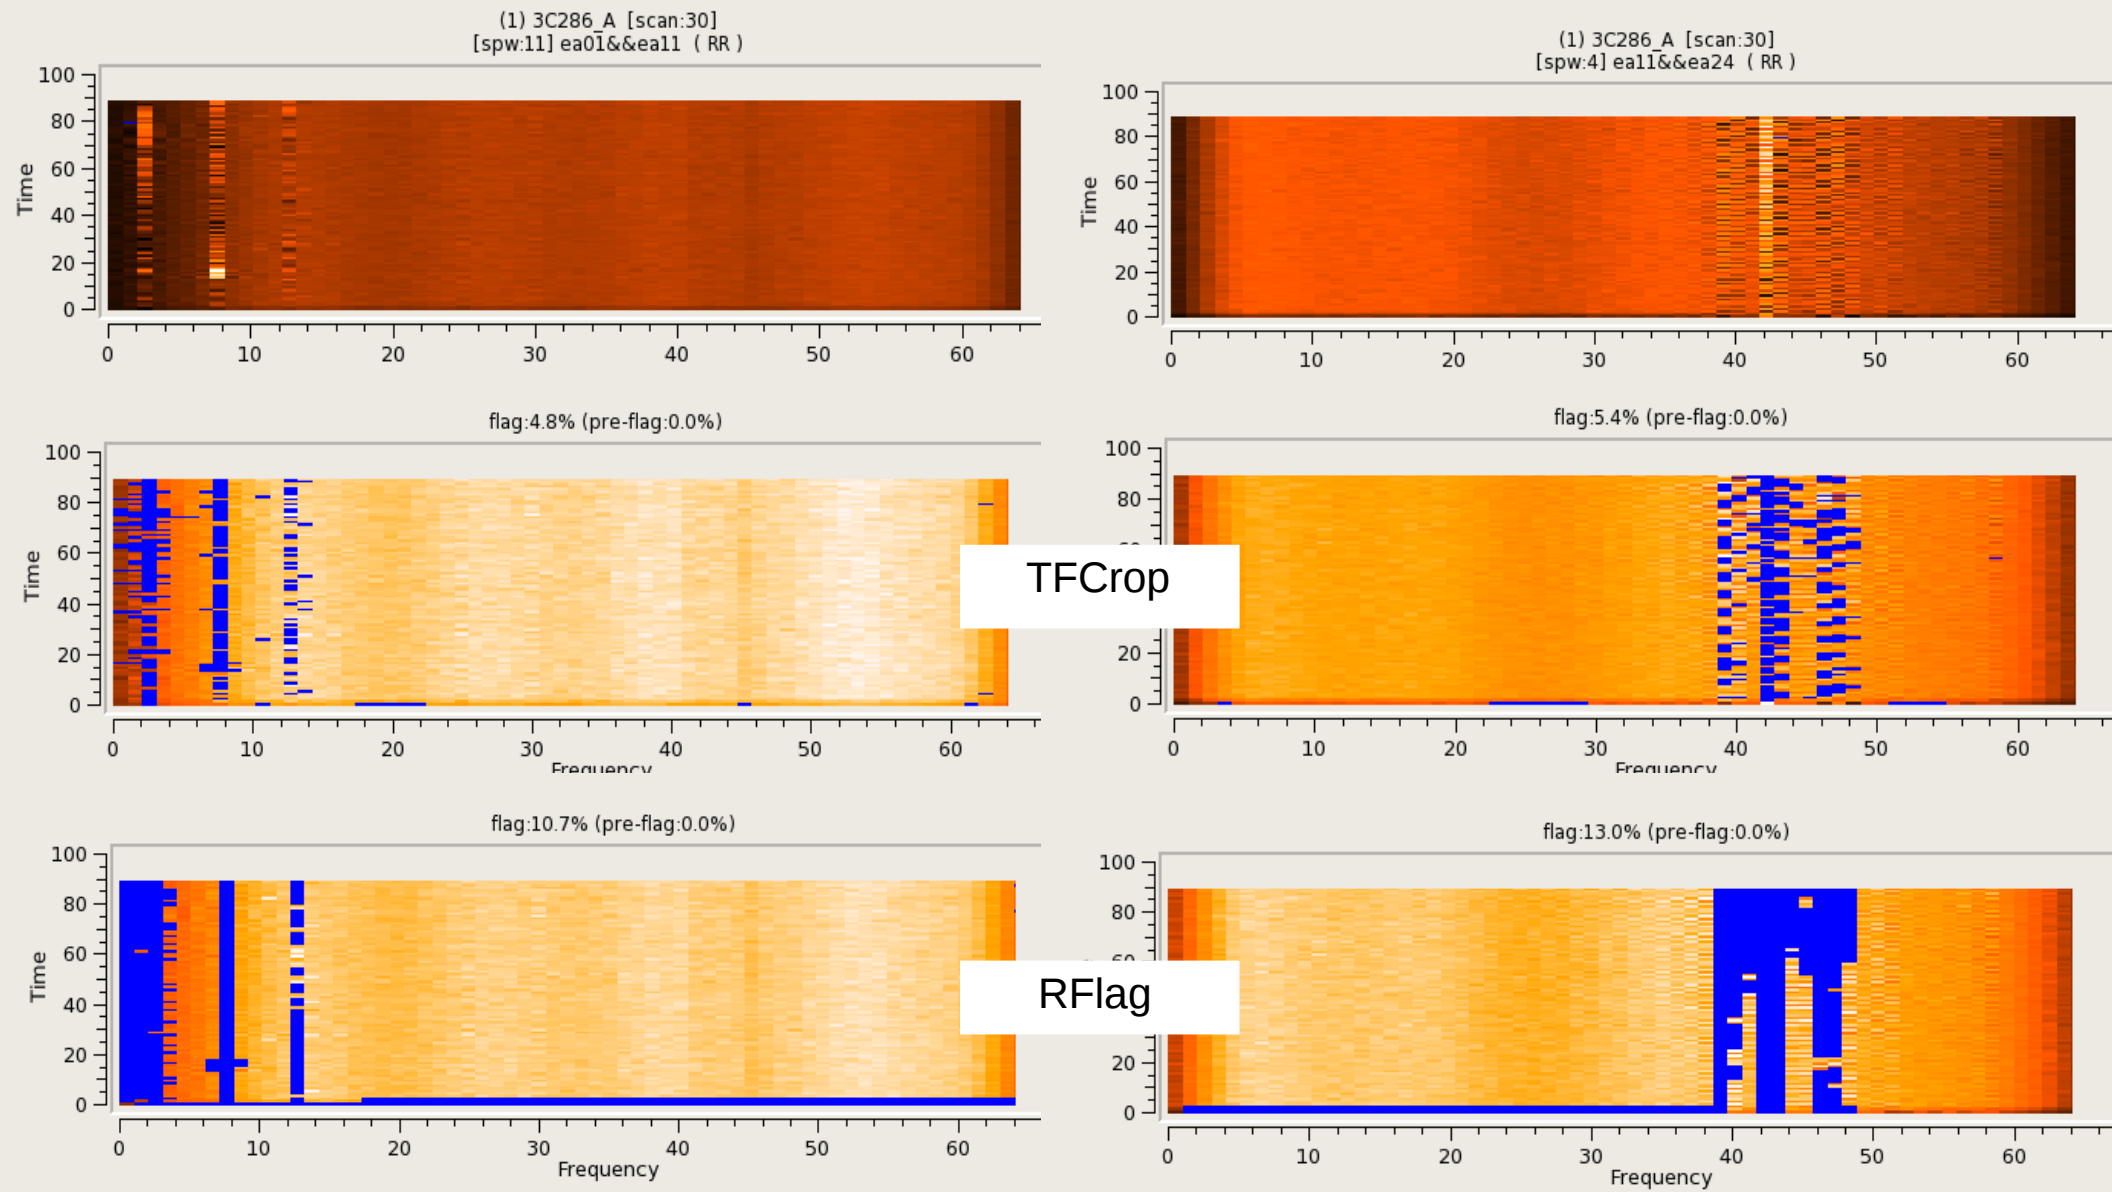 (1) 3C286_A [scan:30]
[spw:11] ea01&&ea11 ( RR )
100
80
60
40
20
0
Time
0 10 20 30 40 50 60
(1) 3C286_A [scan:30]
[spw:4] ea11&&ea24 ( RR )
100
80
60
40
20
0
Time
0 10 20 30 40 50 60
flag:4.8% (pre-flag:0.0%)
100
80
60
40
20
0
Time
0 10 20 30 40 50 60
Frequency
flag:5.4% (pre-flag:0.0%)
100
80
60
20
0
0 10 20 30 40 50 60
Frequency
TFCrop
flag:10.7% (pre-flag:0.0%)
100
80
60
40
20
0
Time
0 10 20 30 40 50 60
Frequency
flag:13.0% (pre-flag:0.0%)
100
80
60
20
0
0 10 20 30 40 50 60
Frequency
RFlag